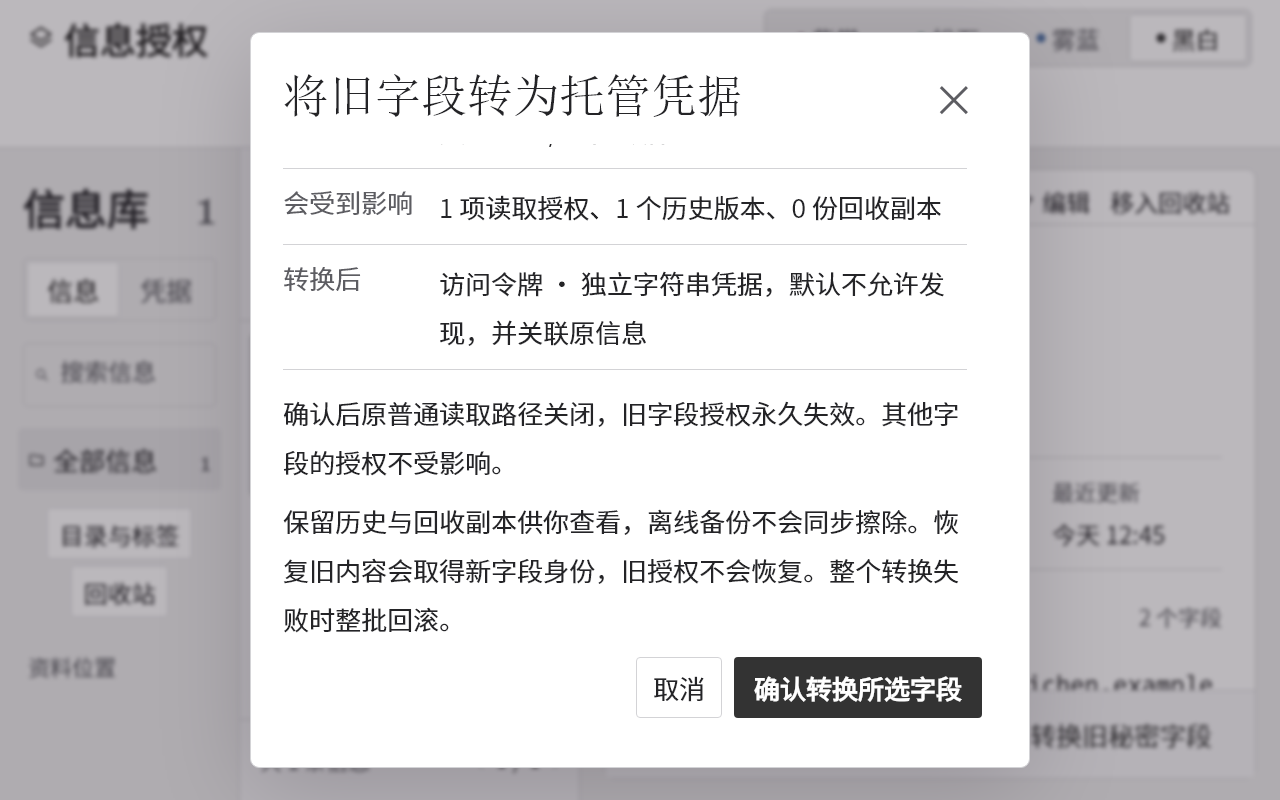 信息授权
雾蓝
黑白
将旧字段转为托管凭据
信息库 1
会受到影响
1 项读取授权、1 个历史版本、0 份回收副本
编辑 移入回收站
信息 凭据
转换后
访问令牌 · 独立字符串凭据，默认不允许发
现，并关联原信息
搜索信息
确认后原普通读取路径关闭，旧字段授权永久失效。其他字
段的授权不受影响。
全部信息 1
最近更新
今天 12:45
目录与标签
保留历史与回收副本供你查看，离线备份不会同步擦除。恢
复旧内容会取得新字段身份，旧授权不会恢复。整个转换失
败时整批回滚。
回收站
2 个字段
资料位置
ichen.example
取消
确认转换所选字段
转换旧秘密字段